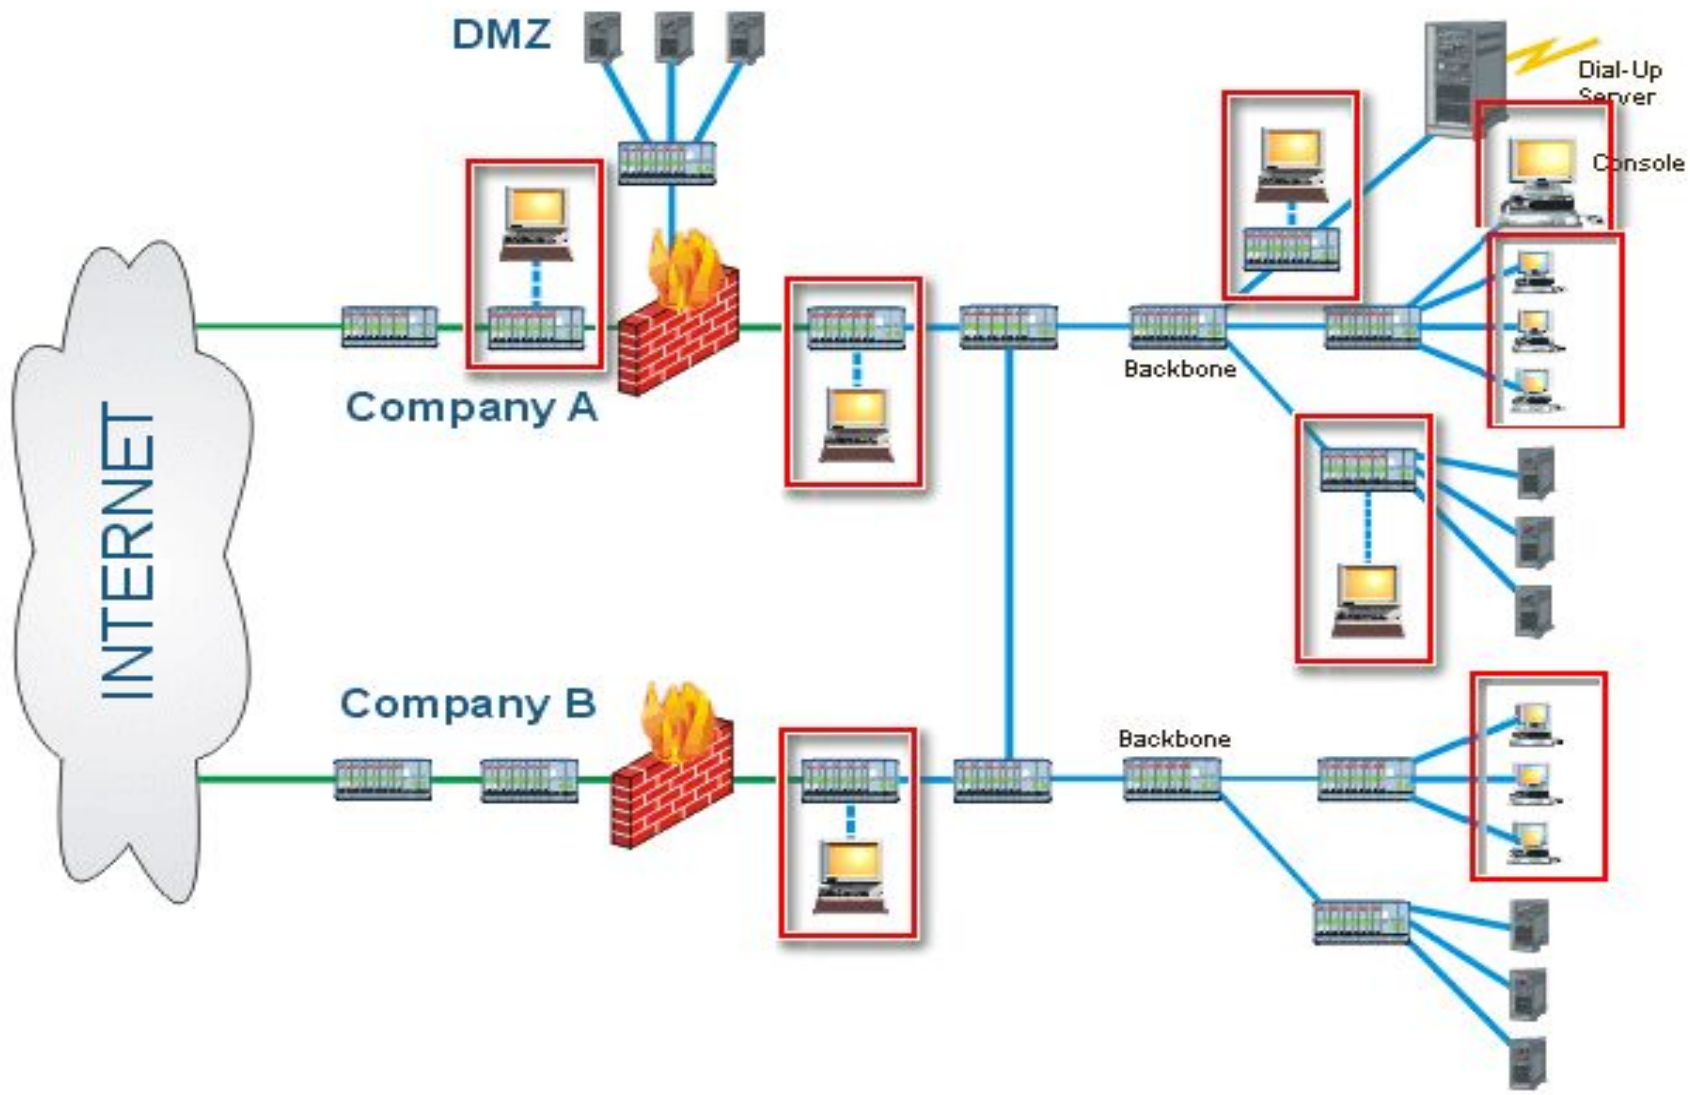 DMZ
Dial-Up
Server
Console
Company A
Backbone
INTERNET
Company B
Backbone